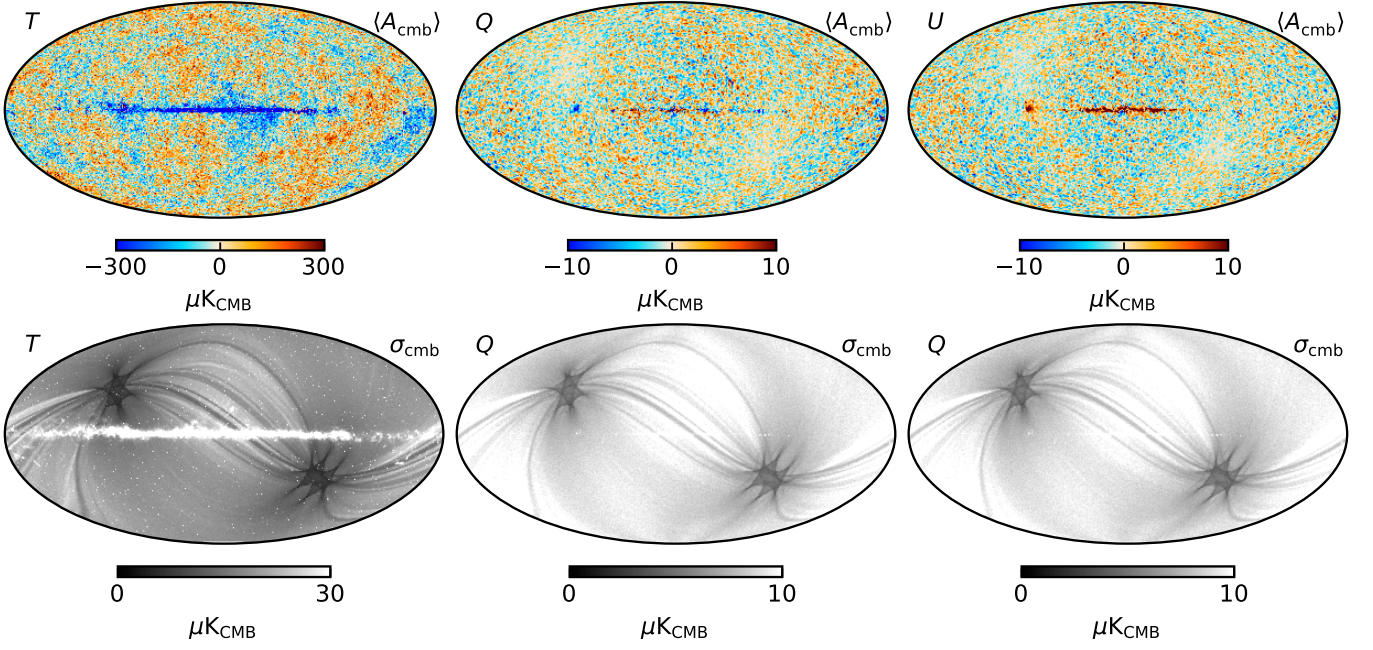 T ⟨A_cmb⟩ Q ⟨A_cmb⟩ U ⟨A_cmb⟩
−300 0 300 −10 0 10 −10 0 10
μK_CMB μK_CMB μK_CMB
T σ_cmb Q σ_cmb Q σ_cmb
0 30 0 10 0 10
μK_CMB μK_CMB μK_CMB